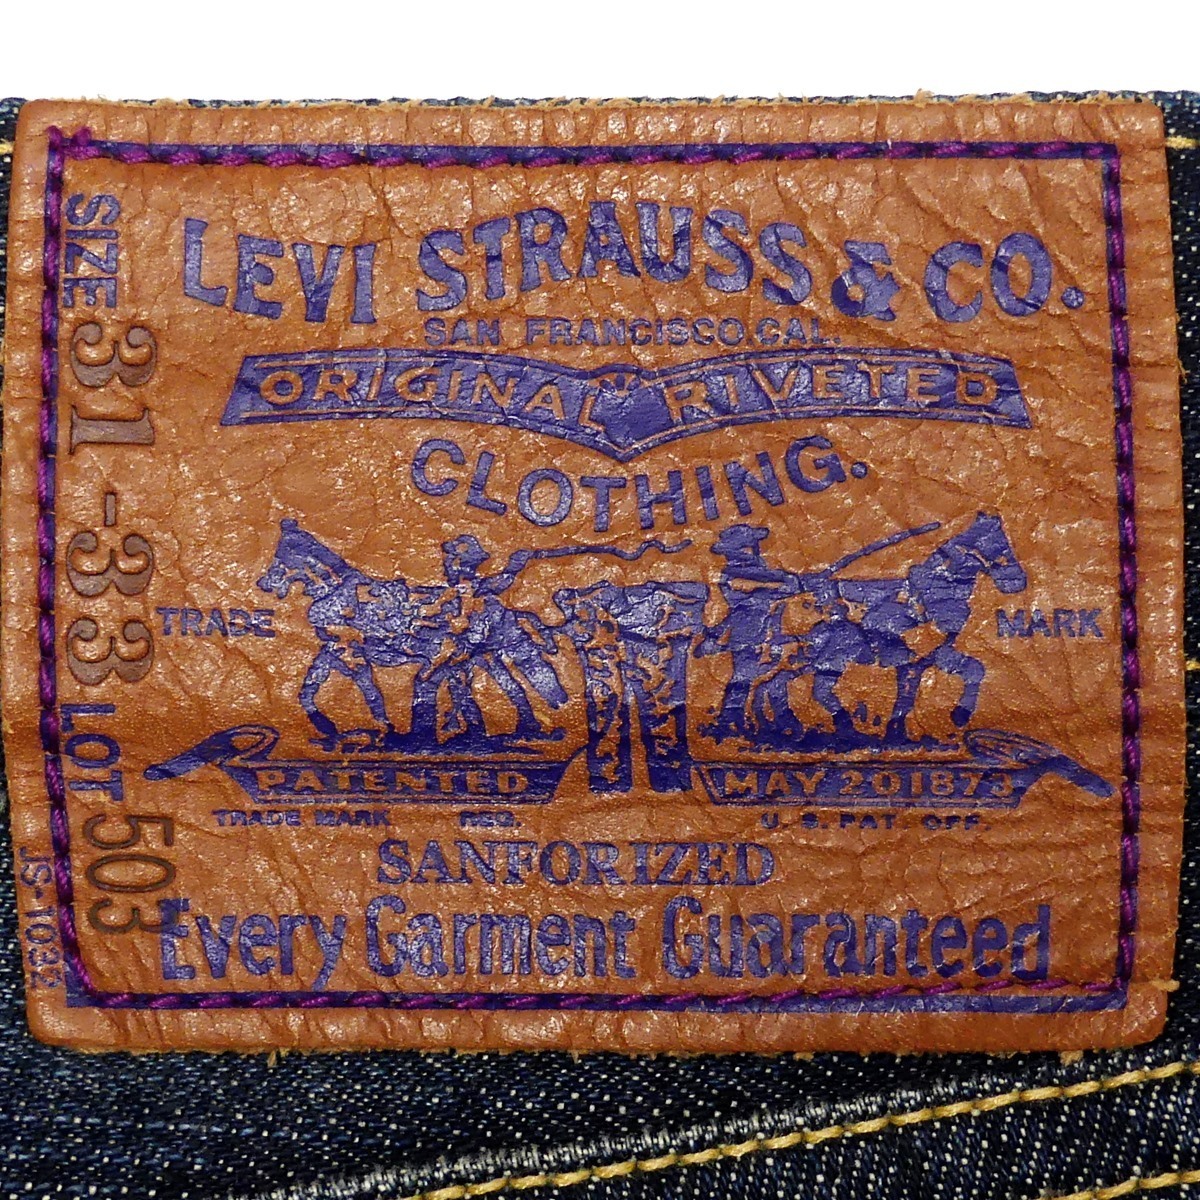 LEVI STRAUSS & CO.
SAN FRANCISCO.CAL.
ORIGINAL RIVETED
CLOTHING.
TRADE MARK
PATENTED MAY 20 1873
TRADE MARK REG. U.S. PAT. OFF.
SANFORIZED
Every Garment Guaranteed
SIZE 31-33 LOT 503
JS-1032